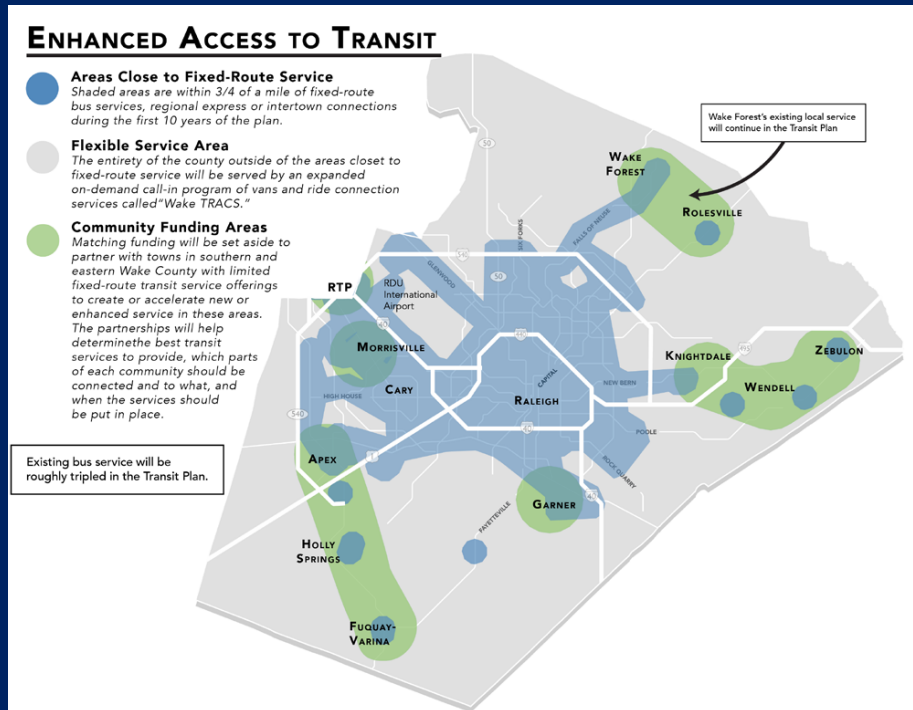 ENHANCED ACCESS TO TRANSIT
Areas Close to Fixed-Route Service
Shaded areas are within 3/4 of a mile of fixed-route
bus services, regional express or intertown connections
during the first 10 years of the plan.
Flexible Service Area
The entirety of the county outside of the areas closet to
fixed-route service will be served by an expanded
on-demand call-in program of vans and ride connection
services called"Wake TRACS."
Community Funding Areas
Matching funding will be set aside to
partner with towns in southern and
eastern Wake County with limited
fixed-route transit service offerings
to create or accelerate new or
enhanced service in these areas.
The partnerships will help
determinethe best transit
services to provide, which parts
of each community should be
connected and to what, and
when the services should
be put in place.
Existing bus service will be
roughly tripled in the Transit Plan.
Wake Forest's existing local service
will continue in the Transit Plan
50
WAKE
FOREST
ROLESVILLE
SIX FORKS
FALLS OF NEUSE
540
GLENWOOD
50
RTP
RDU
International
Airport
40
MORRISVILLE
440
KNIGHTDALE
495
ZEBULON
WENDELL
CARY
HIGH HOUSE
CAPITAL
RALEIGH
NEW BERN
540
40
POOLE
1
ROCK QUARRY
APEX
GARNER
40
FAYETTEVILLE
HOLLY
SPRINGS
FUQUAY-
VARINA